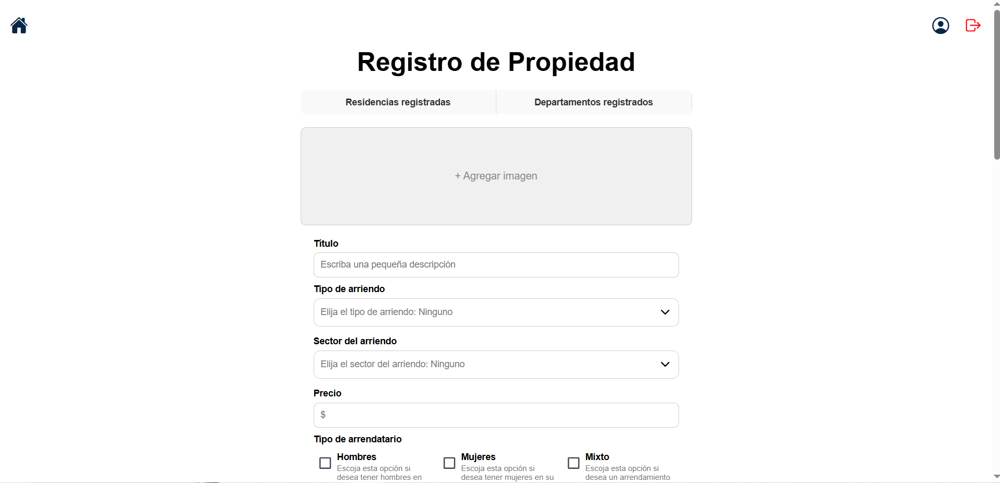 Registro de Propiedad
Residencias registradas
Departamentos registrados
+ Agregar imagen
Título
Escriba una pequeña descripción
Tipo de arriendo
Elija el tipo de arriendo: Ninguno
Sector del arriendo
Elija el sector del arriendo: Ninguno
Precio
$
Tipo de arrendatario
Hombres
Escoja esta opción si
desea tener hombres en
Mujeres
Escoja esta opción si
desea tener mujeres en su
Mixto
Escoja esta opción si
desea un arrendamiento